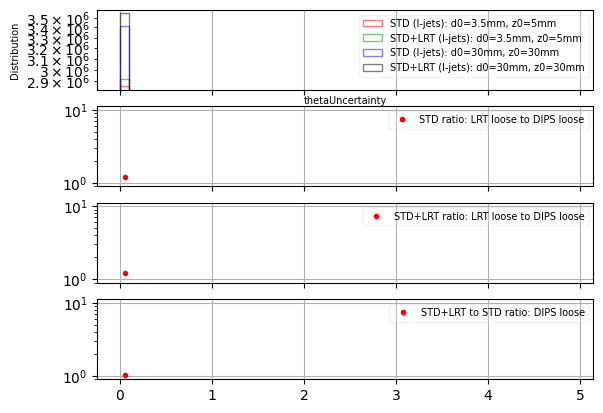 3.5 × 10⁶
3.4 × 10⁶
3.3 × 10⁶
3.2 × 10⁶
3.1 × 10⁶
3 × 10⁶
2.9 × 10⁶
Distribution
STD (l-jets): d0=3.5mm, z0=5mm
STD+LRT (l-jets): d0=3.5mm, z0=5mm
STD (l-jets): d0=30mm, z0=30mm
STD+LRT (l-jets): d0=30mm, z0=30mm
thetaUncertainty
10¹
10⁰
STD ratio: LRT loose to DIPS loose
10¹
10⁰
STD+LRT ratio: LRT loose to DIPS loose
10¹
10⁰
STD+LRT to STD ratio: DIPS loose
0 1 2 3 4 5